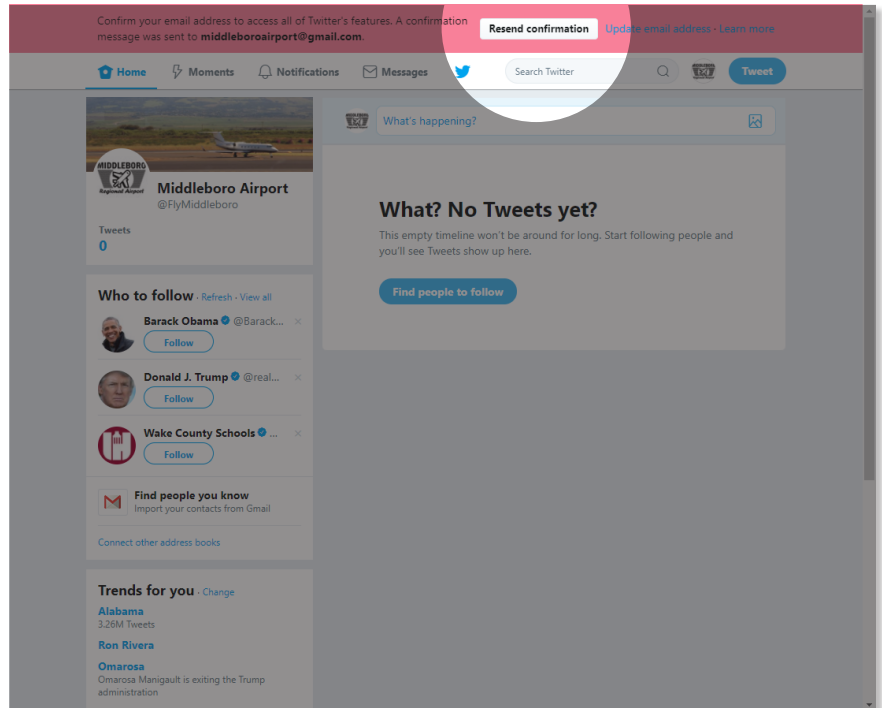 Confirm your email address to access all of Twitter's features. A confirmation
message was sent to middleboroairport@gmail.com.
Resend confirmation
Update email address · Learn more
Home
Moments
Notifications
Messages
Search Twitter
Tweet
What's happening?
MIDDLEBORO
Regional Airport
Middleboro Airport
@FlyMiddleboro
Tweets
0
What? No Tweets yet?
This empty timeline won't be around for long. Start following people and
you'll see Tweets show up here.
Find people to follow
Who to follow · Refresh · View all
Barack Obama @Barack...
Follow
Donald J. Trump @real...
Follow
Wake County Schools ...
Follow
Find people you know
Import your contacts from Gmail
Connect other address books
Trends for you · Change
Alabama
3.26M Tweets
Ron Rivera
Omarosa
Omarosa Manigault is exiting the Trump
administration